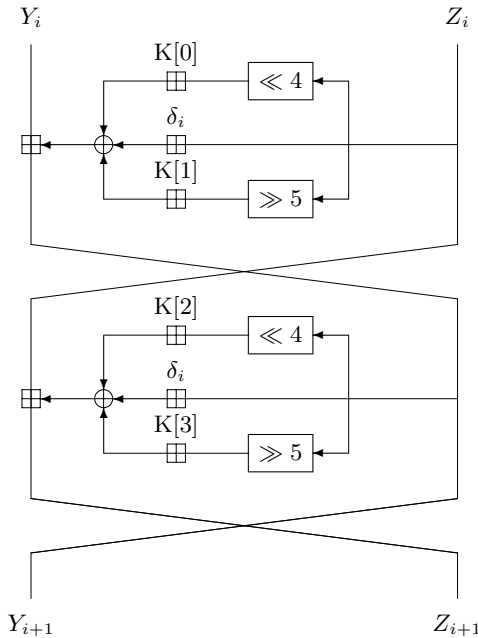 Y_i Z_i
K[0]
≪ 4
δ_i
K[1]
≫ 5
K[2]
≪ 4
δ_i
K[3]
≫ 5
Y_{i+1} Z_{i+1}